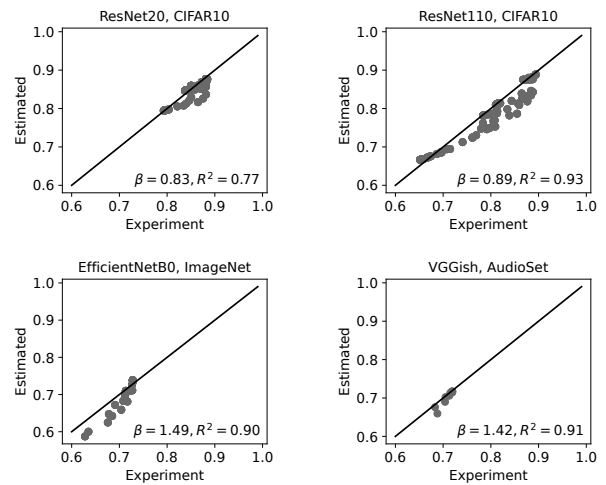 ResNet20, CIFAR10
1.0
0.9
0.8
0.7
0.6
Estimated
β = 0.83, R² = 0.77
0.6 0.7 0.8 0.9 1.0
Experiment
ResNet110, CIFAR10
1.0
0.9
0.8
0.7
0.6
Estimated
β = 0.89, R² = 0.93
0.6 0.7 0.8 0.9 1.0
Experiment
EfficientNetB0, ImageNet
1.0
0.9
0.8
0.7
0.6
Estimated
β = 1.49, R² = 0.90
0.6 0.7 0.8 0.9 1.0
Experiment
VGGish, AudioSet
1.0
0.9
0.8
0.7
0.6
Estimated
β = 1.42, R² = 0.91
0.6 0.7 0.8 0.9 1.0
Experiment